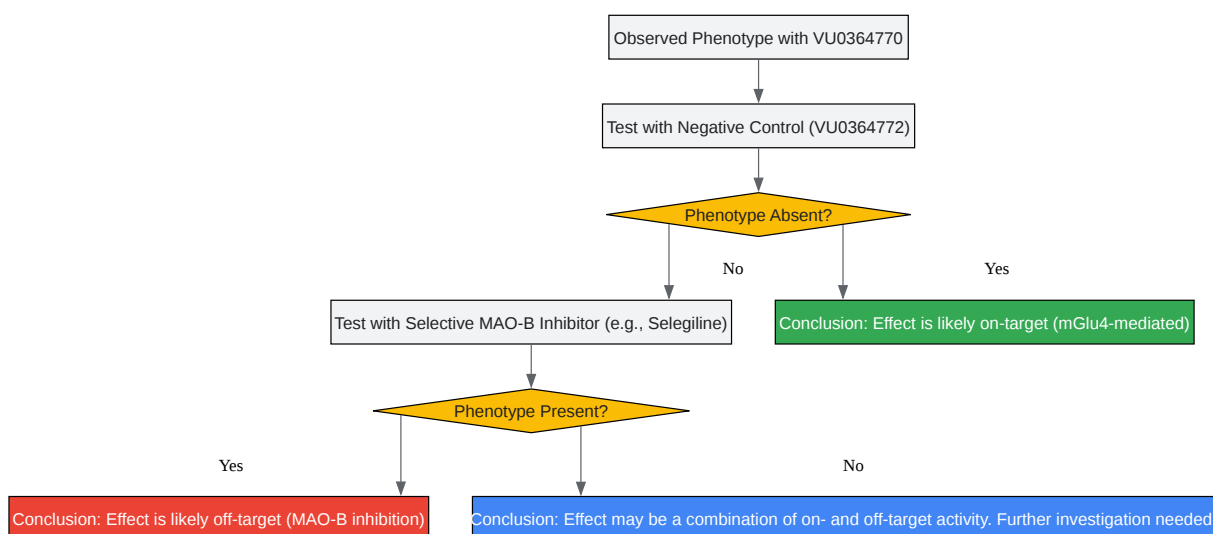 Observed Phenotype with VU0364770
Test with Negative Control (VU0364772)
Phenotype Absent?
No
Yes
Test with Selective MAO-B Inhibitor (e.g., Selegiline)
Conclusion: Effect is likely on-target (mGlu4-mediated)
Phenotype Present?
Yes
No
Conclusion: Effect is likely off-target (MAO-B inhibition)
Conclusion: Effect may be a combination of on- and off-target activity. Further investigation needed.